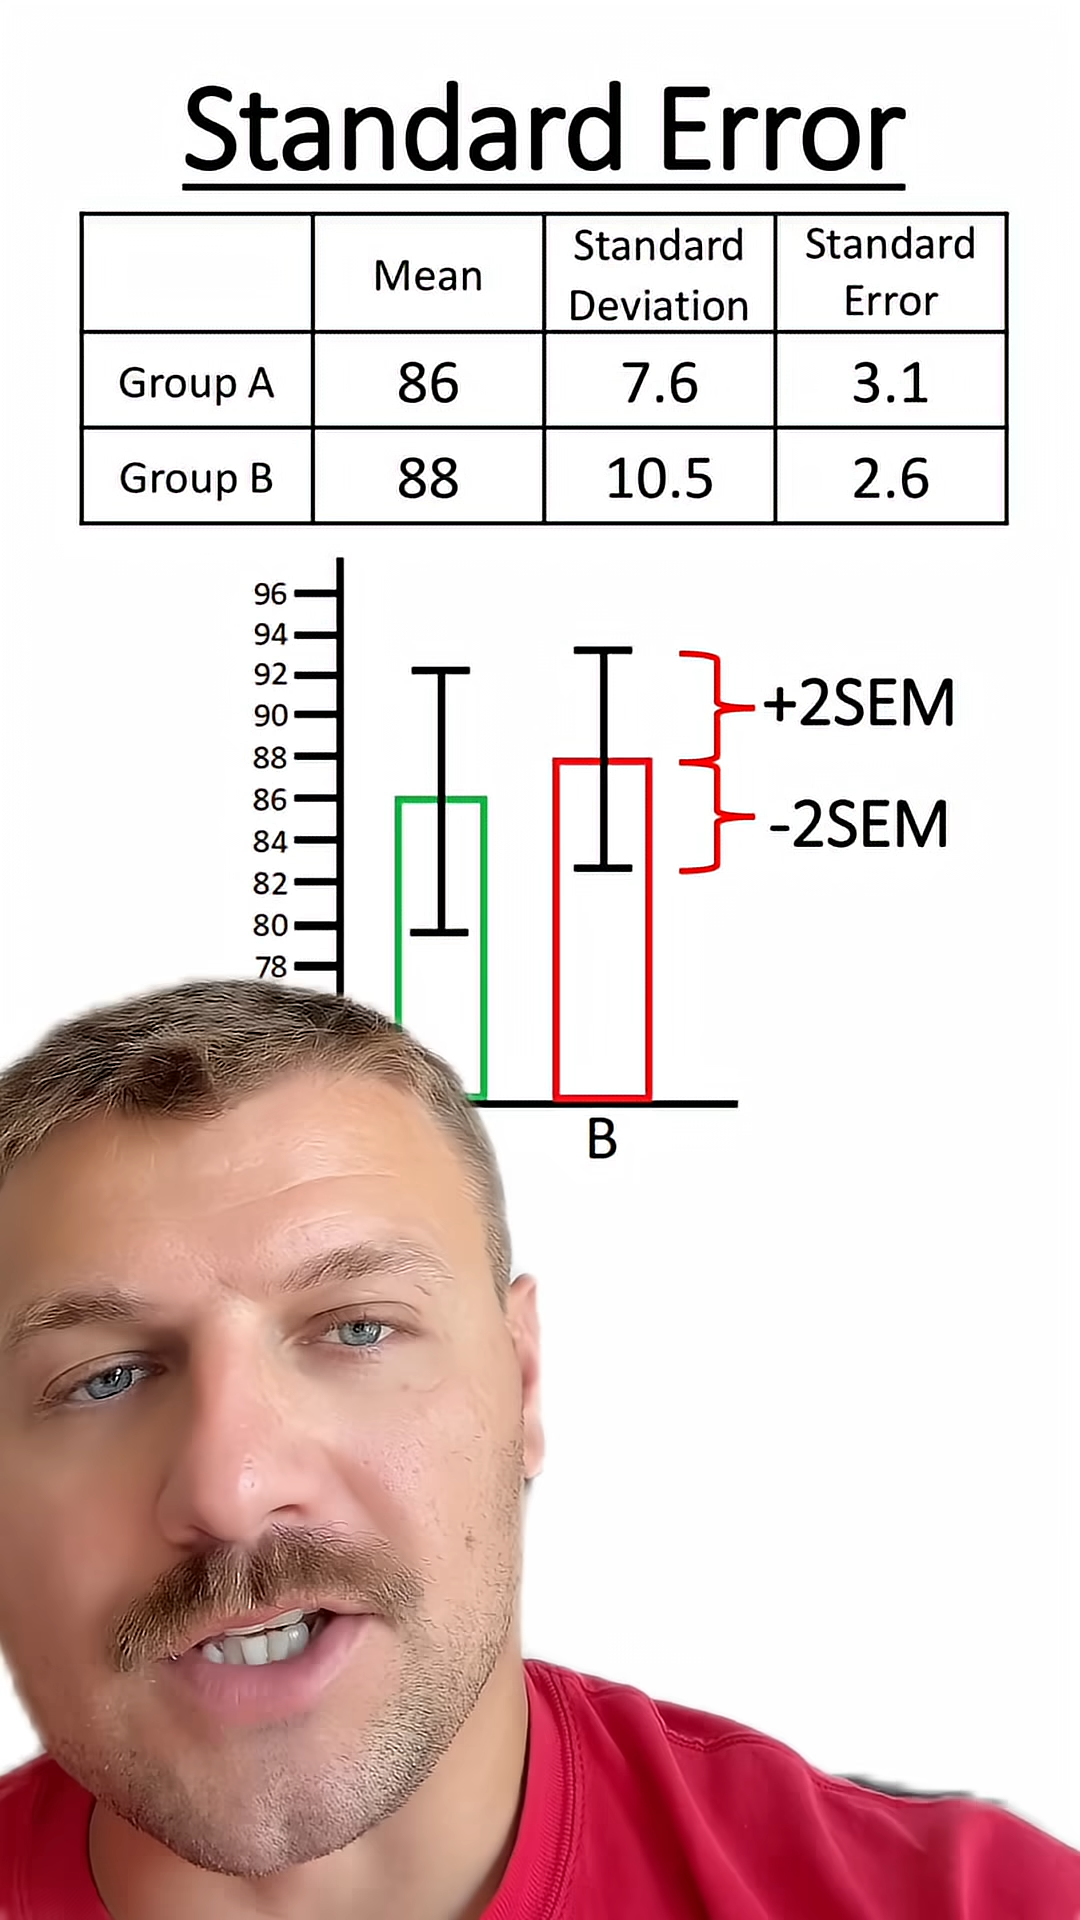 Standard Error
Mean
Standard
Deviation
Standard
Error
Group A
86
7.6
3.1
Group B
88
10.5
2.6
96
94
92
90
88
86
84
82
80
78
+2SEM
-2SEM
B